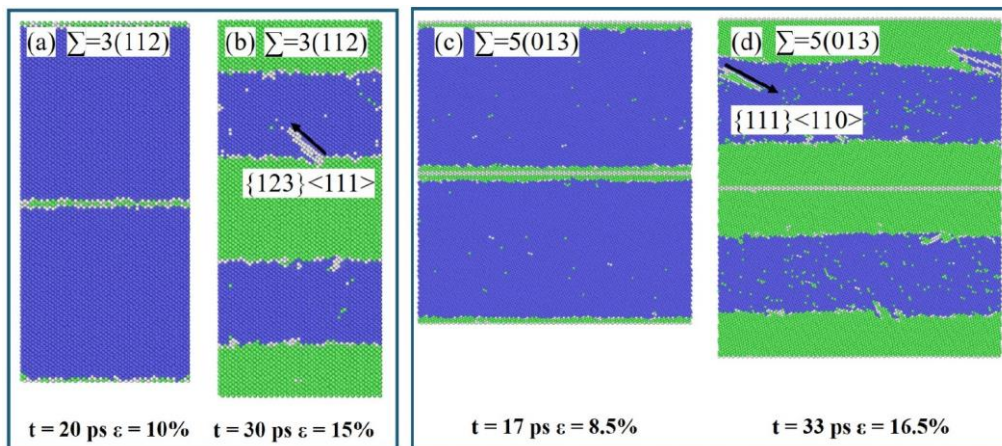 (a) ∑=3(112)
(b) ∑=3(112)
{123}<111>
t = 20 ps ε = 10%
t = 30 ps ε = 15%
(c) ∑=5(013)
(d) ∑=5(013)
{111}<110>
t = 17 ps ε = 8.5%
t = 33 ps ε = 16.5%